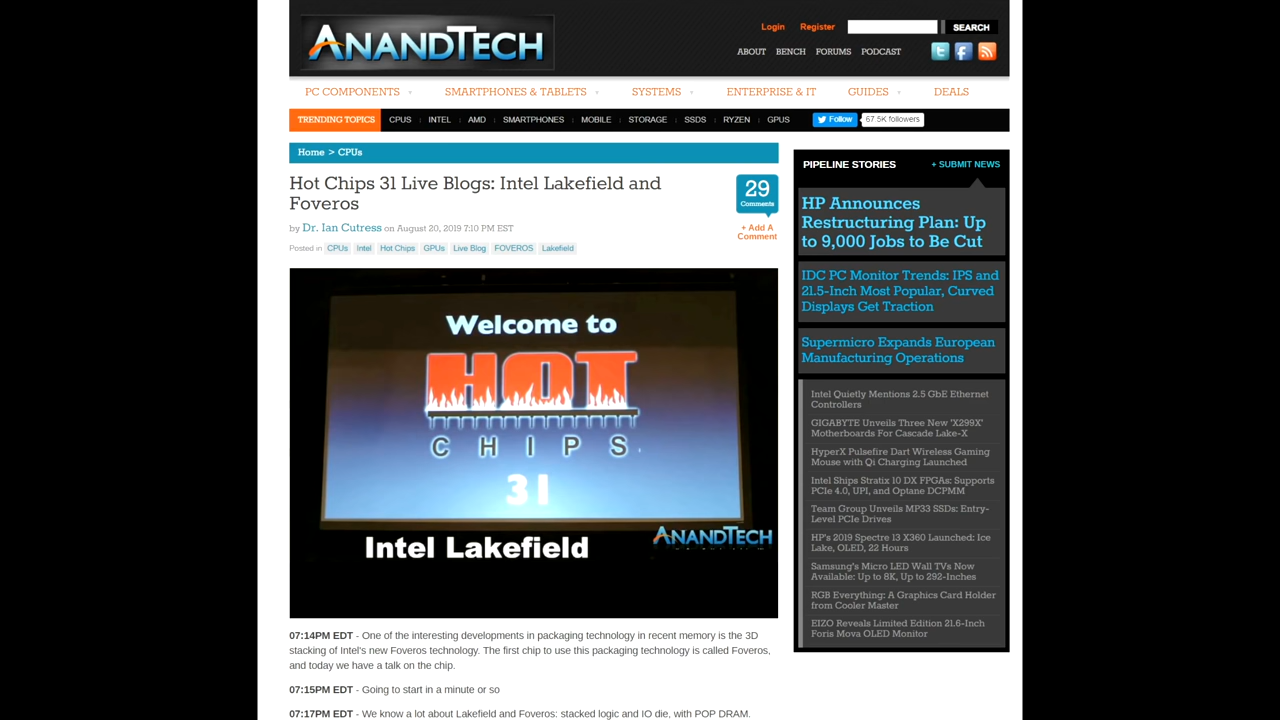 ANANDTECH
Login Register SEARCH
ABOUT BENCH FORUMS PODCAST
PC COMPONENTS SMARTPHONES & TABLETS SYSTEMS ENTERPRISE & IT GUIDES DEALS
TRENDING TOPICS CPUS INTEL AMD SMARTPHONES MOBILE STORAGE SSDS RYZEN GPUS Follow 67.5K followers
Home > CPUs
Hot Chips 31 Live Blogs: Intel Lakefield and
Foveros
29
Comments
+ Add A
Comment
by Dr. Ian Cutress on August 20, 2019 7:10 PM EST
Posted in CPUs Intel Hot Chips GPUs Live Blog FOVEROS Lakefield
Welcome to
HOT
CHIPS
31
ANANDTECH
Intel Lakefield
07:14PM EDT - One of the interesting developments in packaging technology in recent memory is the 3D
stacking of Intel's new Foveros technology. The first chip to use this packaging technology is called Foveros,
and today we have a talk on the chip.
07:15PM EDT - Going to start in a minute or so
07:17PM EDT - We know a lot about Lakefield and Foveros: stacked logic and IO die, with POP DRAM.
PIPELINE STORIES + SUBMIT NEWS
HP Announces
Restructuring Plan: Up
to 9,000 Jobs to Be Cut
IDC PC Monitor Trends: IPS and
21.5-Inch Most Popular, Curved
Displays Get Traction
Supermicro Expands European
Manufacturing Operations
Intel Quietly Mentions 2.5 GbE Ethernet
Controllers
GIGABYTE Unveils Three New 'X299X'
Motherboards For Cascade Lake-X
HyperX Pulsefire Dart Wireless Gaming
Mouse with Qi Charging Launched
Intel Ships Stratix 10 DX FPGAs: Supports
PCIe 4.0, UPI, and Optane DCPMM
Team Group Unveils MP33 SSDs: Entry-
Level PCIe Drives
HP's 2019 Spectre 13 X360 Launched: Ice
Lake, OLED, 22 Hours
Samsung's Micro LED Wall TVs Now
Available: Up to 8K, Up to 292-Inches
RGB Everything: A Graphics Card Holder
from Cooler Master
EIZO Reveals Limited Edition 21.6-Inch
Foris Mova OLED Monitor